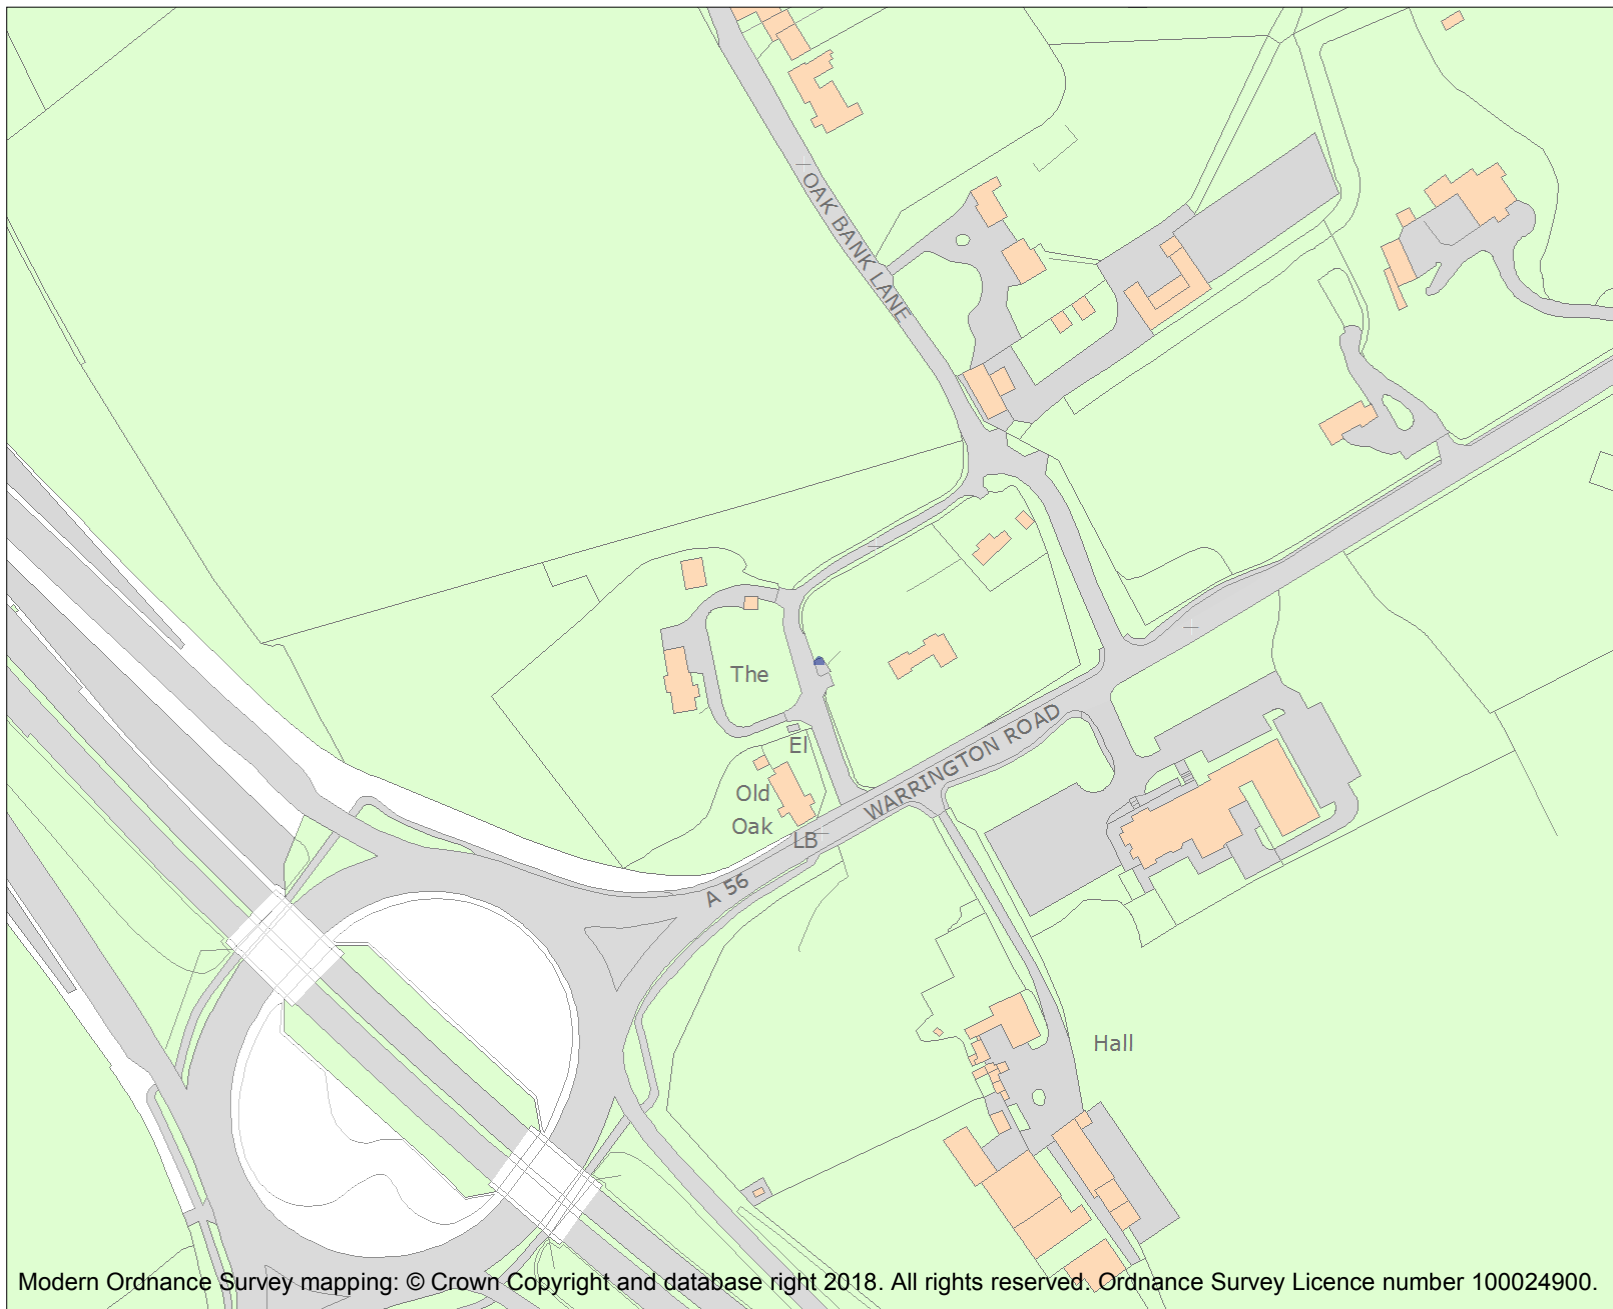 OAK BANK LANE
The
El
WARRINGTON ROAD
Old
Oak
LB
A 56
Hall
Modern Ordnance Survey mapping: © Crown Copyright and database right 2018. All rights reserved. Ordnance Survey Licence number 100024900.